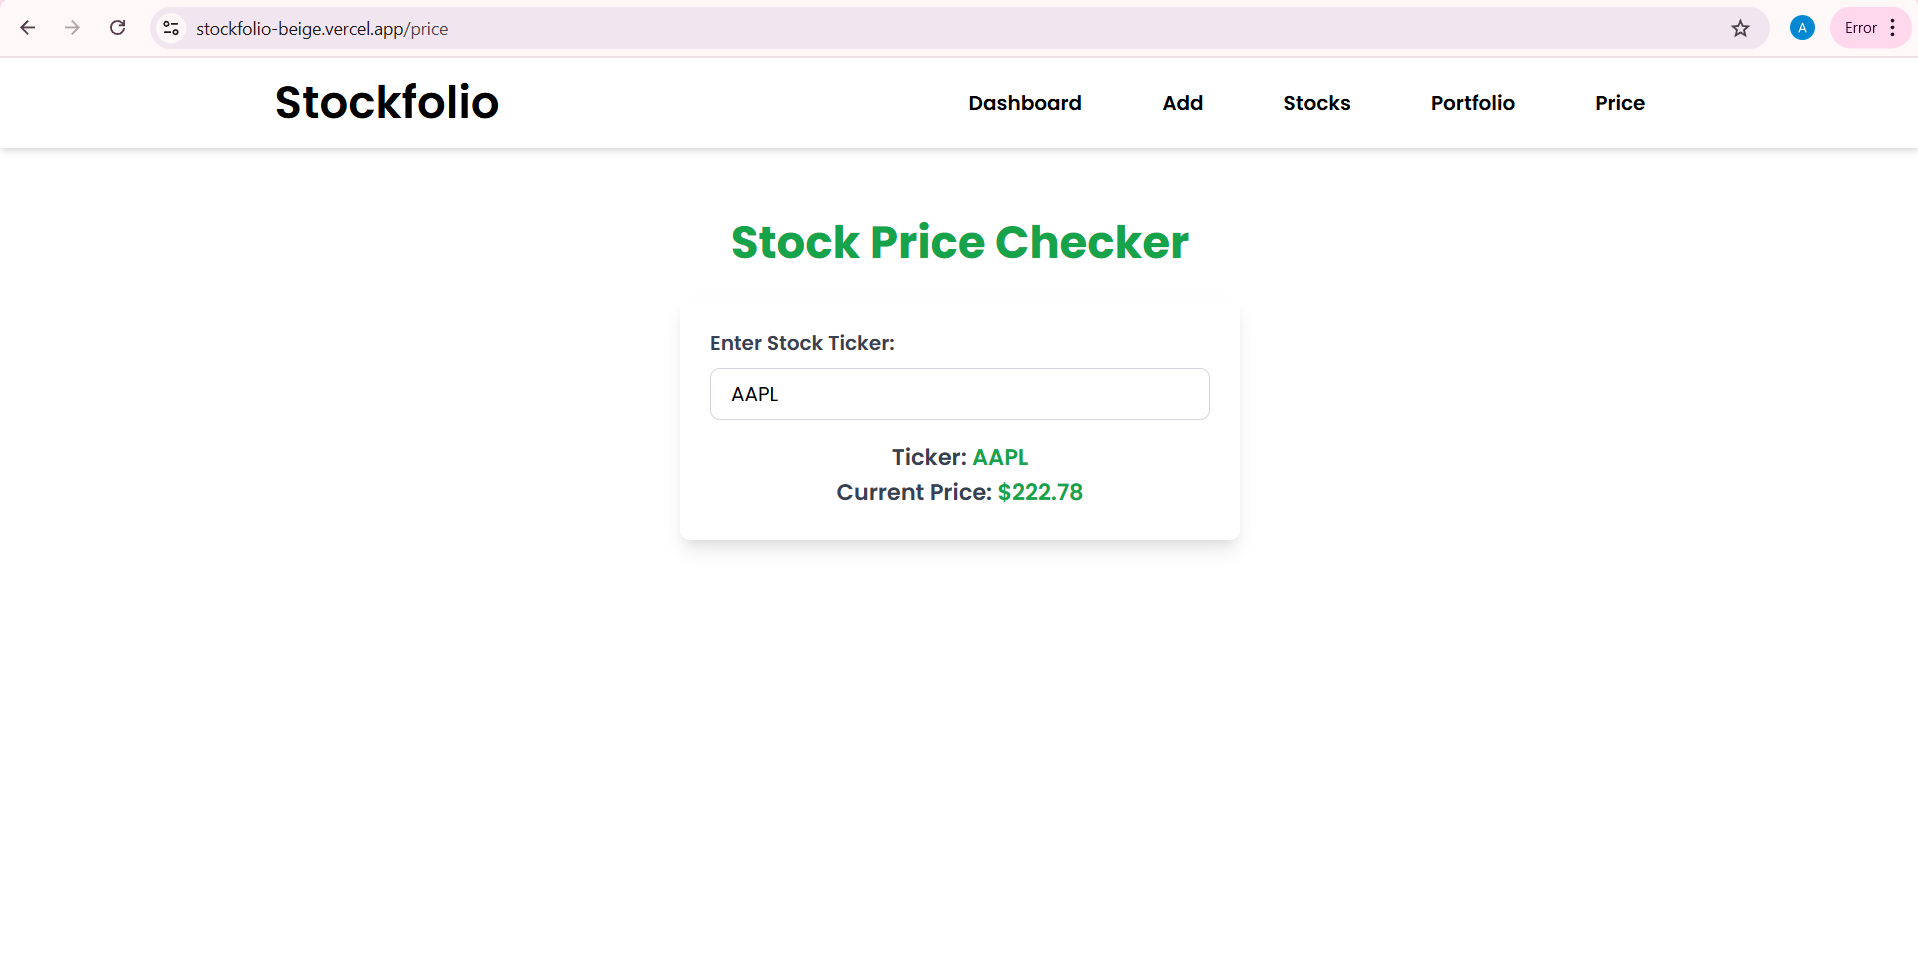 stockfolio-beige.vercel.app/price
A
Error
Stockfolio
Dashboard
Add
Stocks
Portfolio
Price
Stock Price Checker
Enter Stock Ticker:
AAPL
Ticker: AAPL
Current Price: $222.78